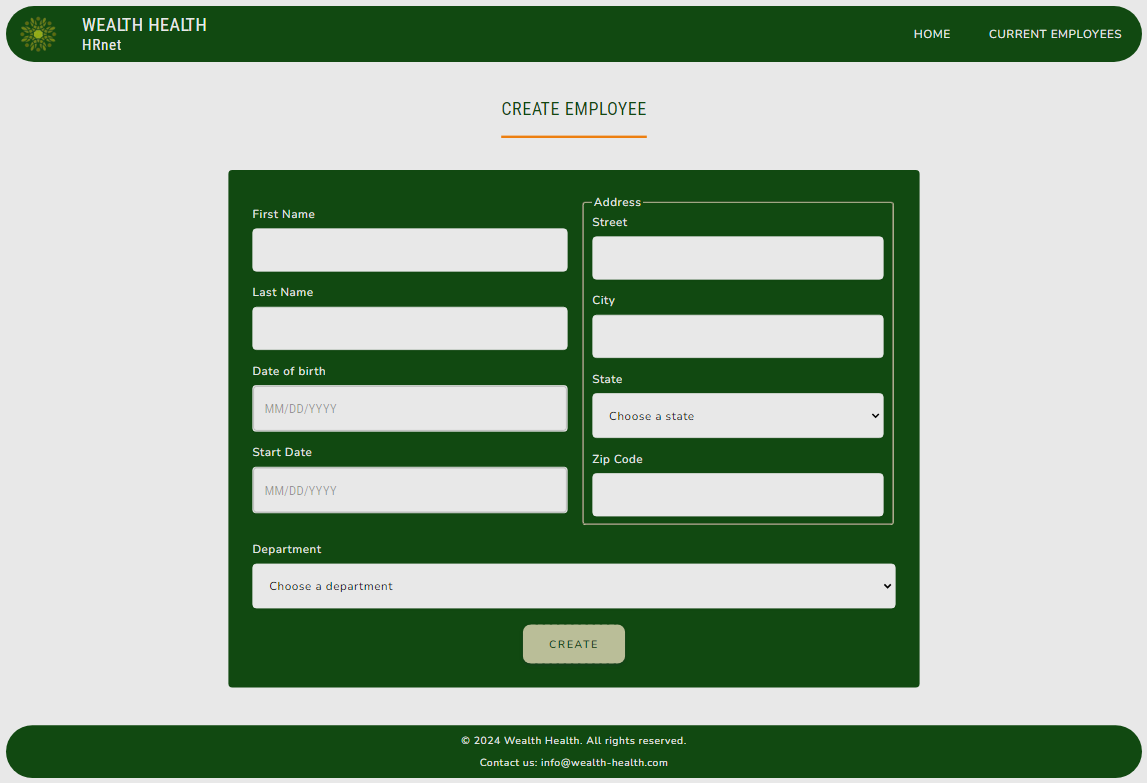 WEALTH HEALTH
HRnet
HOME
CURRENT EMPLOYEES
CREATE EMPLOYEE
First Name
Last Name
Date of birth
MM/DD/YYYY
Start Date
MM/DD/YYYY
Address
Street
City
State
Choose a state
Zip Code
Department
Choose a department
CREATE
© 2024 Wealth Health. All rights reserved.
Contact us: info@wealth-health.com